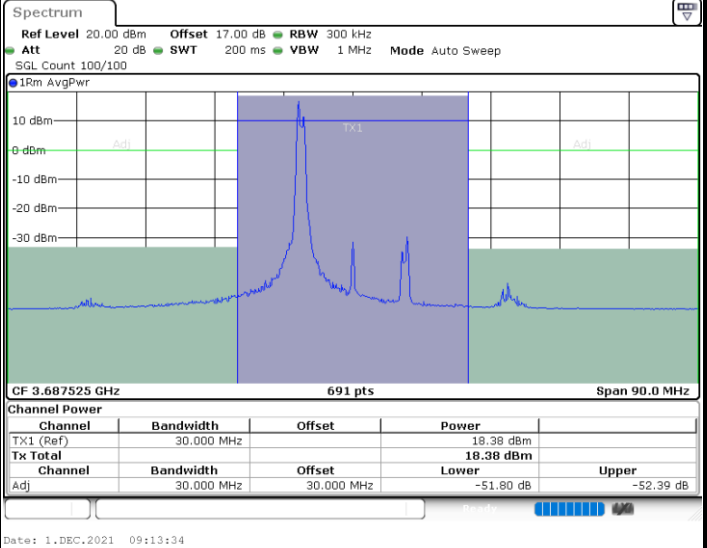 Spectrum
Ref Level 20.00 dBm Offset 17.00 dB RBW 300 kHz
Att 20 dB SWT 200 ms VBW 1 MHz Mode Auto Sweep
SGL Count 100/100
1Rm AvgPwr
10 dBm
TX1
Adj
Adj
0 dBm
-10 dBm
-20 dBm
-30 dBm
CF 3.687525 GHz 691 pts Span 90.0 MHz
Channel Power
Channel Bandwidth Offset Power
TX1 (Ref) 30.000 MHz 18.38 dBm
Tx Total 18.38 dBm
Channel Bandwidth Offset Lower Upper
Adj 30.000 MHz 30.000 MHz -51.80 dB -52.39 dB
Ready
Date: 1.DEC.2021 09:13:34